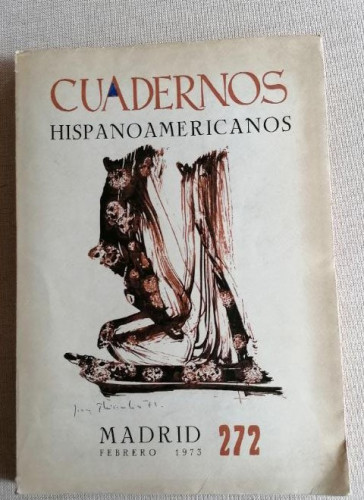 CUADERNOS
HISPANOAMERICANOS
MADRID 272
FEBRERO 1973